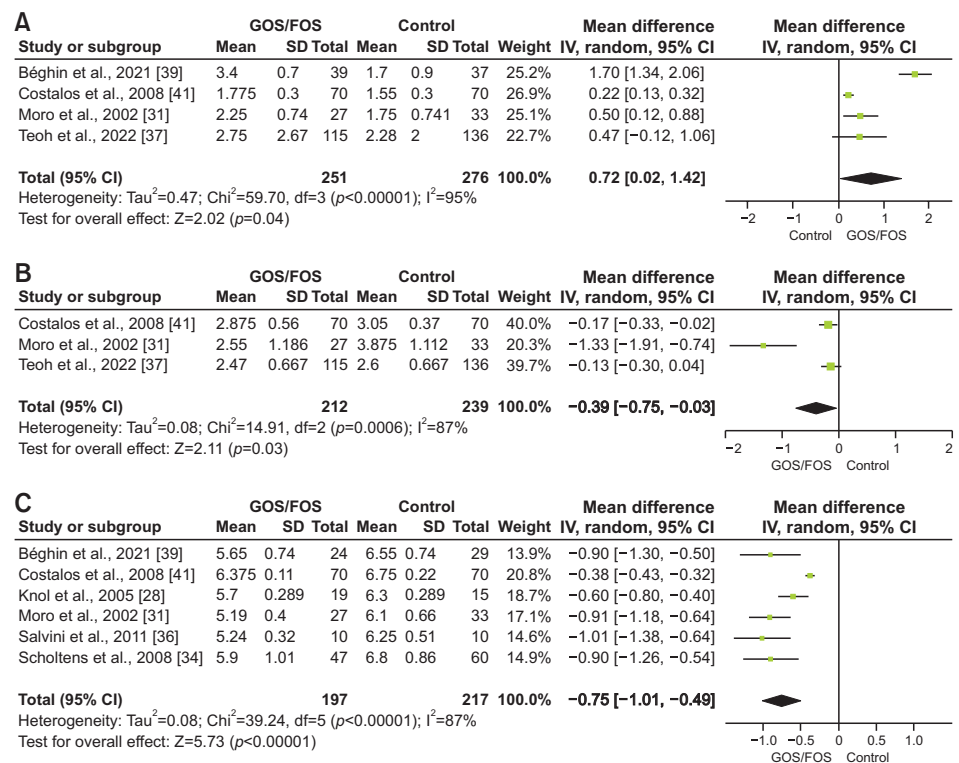 A
GOS/FOS Control Mean difference Mean difference
Study or subgroup Mean SD Total Mean SD Total Weight IV, random, 95% CI IV, random, 95% CI
Béghin et al., 2021 [39] 3.4 0.7 39 1.7 0.9 37 25.2% 1.70 [1.34, 2.06]
Costalos et al., 2008 [41] 1.775 0.3 70 1.55 0.3 70 26.9% 0.22 [0.13, 0.32]
Moro et al., 2002 [31] 2.25 0.74 27 1.75 0.741 33 25.1% 0.50 [0.12, 0.88]
Teoh et al., 2022 [37] 2.75 2.67 115 2.28 2 136 22.7% 0.47 [−0.12, 1.06]
Total (95% CI) 251 276 100.0% 0.72 [0.02, 1.42]
Heterogeneity: Tau²=0.47; Chi²=59.70, df=3 (p<0.00001); I²=95%
Test for overall effect: Z=2.02 (p=0.04)
−2 −1 0 1 2
Control GOS/FOS
B
GOS/FOS Control Mean difference Mean difference
Study or subgroup Mean SD Total Mean SD Total Weight IV, random, 95% CI IV, random, 95% CI
Costalos et al., 2008 [41] 2.875 0.56 70 3.05 0.37 70 40.0% −0.17 [−0.33, −0.02]
Moro et al., 2002 [31] 2.55 1.186 27 3.875 1.112 33 20.3% −1.33 [−1.91, −0.74]
Teoh et al., 2022 [37] 2.47 0.667 115 2.6 0.667 136 39.7% −0.13 [−0.30, 0.04]
Total (95% CI) 212 239 100.0% −0.39 [−0.75, −0.03]
Heterogeneity: Tau²=0.08; Chi²=14.91, df=2 (p=0.0006); I²=87%
Test for overall effect: Z=2.11 (p=0.03)
−2 −1 0 1 2
GOS/FOS Control
C
GOS/FOS Control Mean difference Mean difference
Study or subgroup Mean SD Total Mean SD Total Weight IV, random, 95% CI IV, random, 95% CI
Béghin et al., 2021 [39] 5.65 0.74 24 6.55 0.74 29 13.9% −0.90 [−1.30, −0.50]
Costalos et al., 2008 [41] 6.375 0.11 70 6.75 0.22 70 20.8% −0.38 [−0.43, −0.32]
Knol et al., 2005 [28] 5.7 0.289 19 6.3 0.289 15 18.7% −0.60 [−0.80, −0.40]
Moro et al., 2002 [31] 5.19 0.4 27 6.1 0.66 33 17.1% −0.91 [−1.18, −0.64]
Salvini et al., 2011 [36] 5.24 0.32 10 6.25 0.51 10 14.6% −1.01 [−1.38, −0.64]
Scholtens et al., 2008 [34] 5.9 1.01 47 6.8 0.86 60 14.9% −0.90 [−1.26, −0.54]
Total (95% CI) 197 217 100.0% −0.75 [−1.01, −0.49]
Heterogeneity: Tau²=0.08; Chi²=39.24, df=5 (p<0.00001); I²=87%
Test for overall effect: Z=5.73 (p<0.00001)
−1.0 −0.5 0 0.5 1.0
GOS/FOS Control